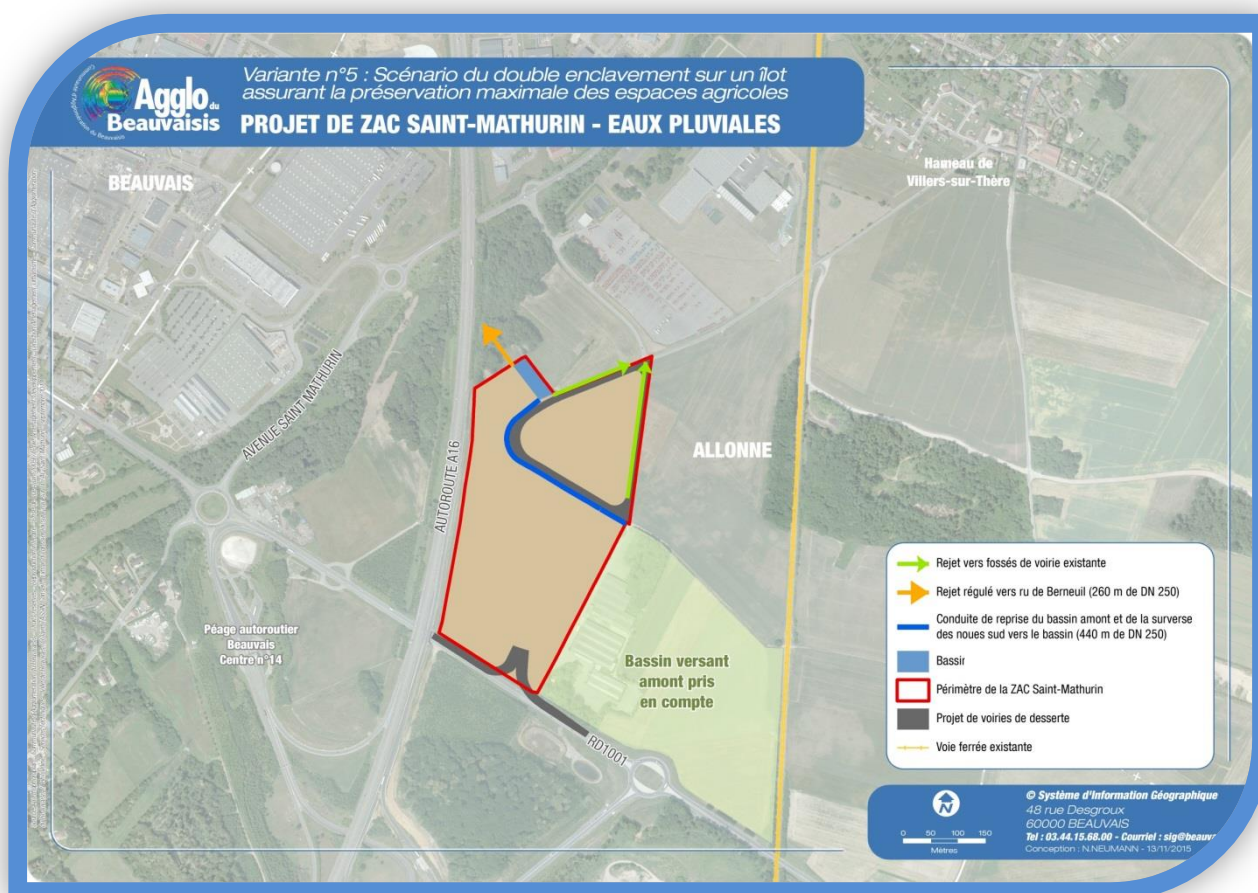 Agglo du
Beauvaisis
Communauté d'Agglomération du Beauvaisis
Variante n°5 : Scénario du double enclavement sur un îlot
assurant la préservation maximale des espaces agricoles
PROJET DE ZAC SAINT-MATHURIN - EAUX PLUVIALES
BEAUVAIS
Hameau de
Villers-sur-Thère
AVENUE SAINT MATHURIN
AUTOROUTE A16
ALLONNE
Péage autoroutier
Beauvais
Centre n°14
Bassin versant
amont pris
en compte
RD1001
Rejet vers fossés de voirie existante
Rejet régulé vers ru de Berneuil (260 m de DN 250)
Conduite de reprise du bassin amont et de la surverse
des noues sud vers le bassin (440 m de DN 250)
Bassin
Périmètre de la ZAC Saint-Mathurin
Projet de voiries de desserte
Voie ferrée existante
N
0 50 100 150
Mètres
© Système d'Information Géographique
48 rue Desgroux
60000 BEAUVAIS
Tel : 03.44.15.68.00 - Courriel : sig@beauv
Conception : N.NEUMANN - 13/11/2015